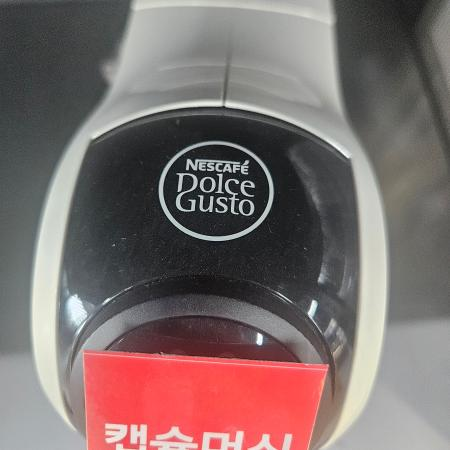 NESCAFÉ
Dolce
Gusto
캡슐머신